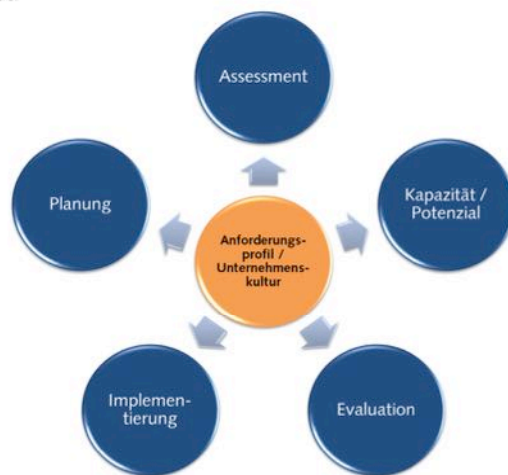 Assessment
Planung
Kapazität /
Potenzial
Anforderungs-
profil /
Unternehmens-
kultur
Implemen-
tierung
Evaluation